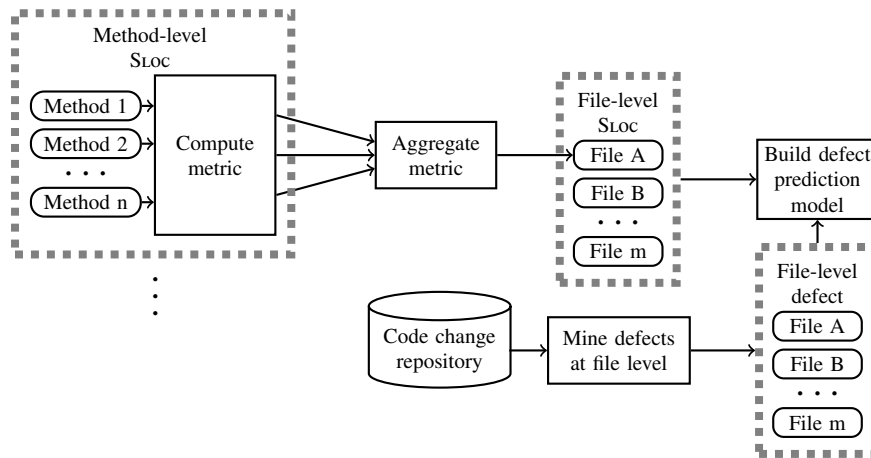 Method-level
SLOC
Method 1
Method 2
. . .
Method n
Compute
metric
Aggregate
metric
File-level
SLOC
File A
File B
. . .
File m
Build defect
prediction
model
Code change
repository
Mine defects
at file level
File-level
defect
File A
File B
. . .
File m